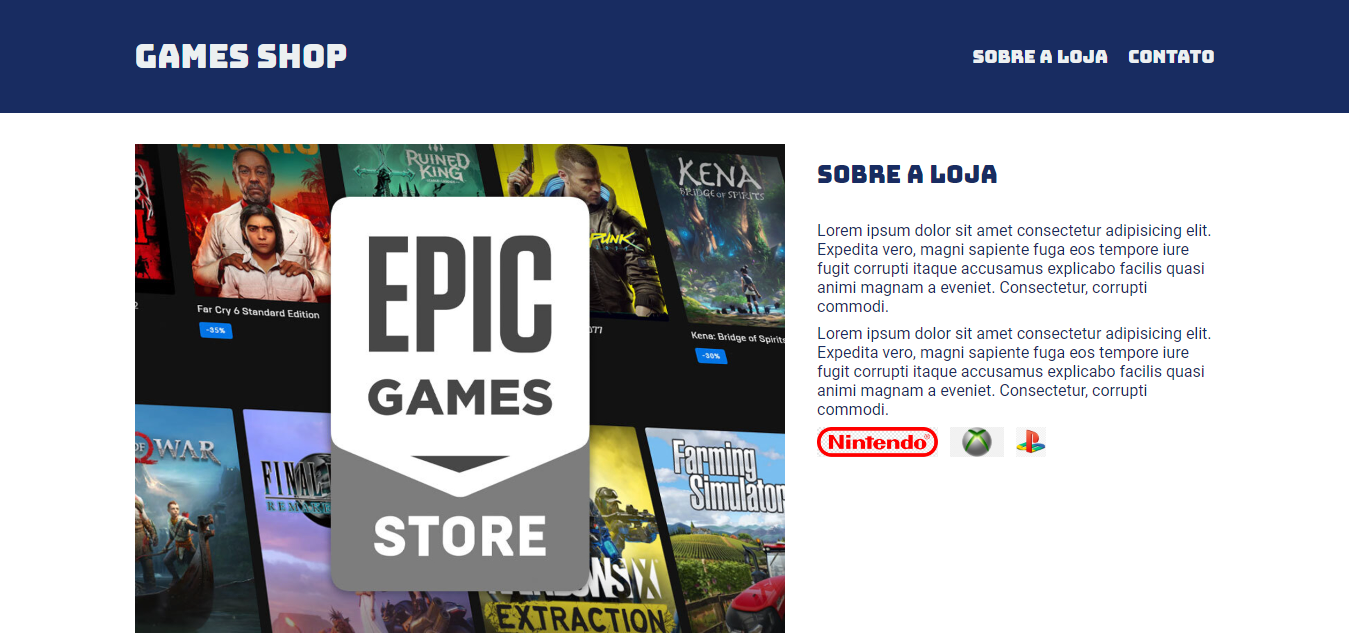 GAMES SHOP
SOBRE A LOJA
CONTATO
RUINED
KING
KENA
BRIDGE OF SPIRITS
PUNK
Far Cry 6 Standard Edition
-35%
Kena: Bridge of Spirits
-30%
EPIC
GAMES
STORE
WAR
FINAL
REMAKE
Farming
Simulator
EXTRACTION
SOBRE A LOJA
Lorem ipsum dolor sit amet consectetur adipisicing elit.
Expedita vero, magni sapiente fuga eos tempore iure
fugit corrupti itaque accusamus explicabo facilis quasi
animi magnam a eveniet. Consectetur, corrupti
commodi.
Lorem ipsum dolor sit amet consectetur adipisicing elit.
Expedita vero, magni sapiente fuga eos tempore iure
fugit corrupti itaque accusamus explicabo facilis quasi
animi magnam a eveniet. Consectetur, corrupti
commodi.
Nintendo®